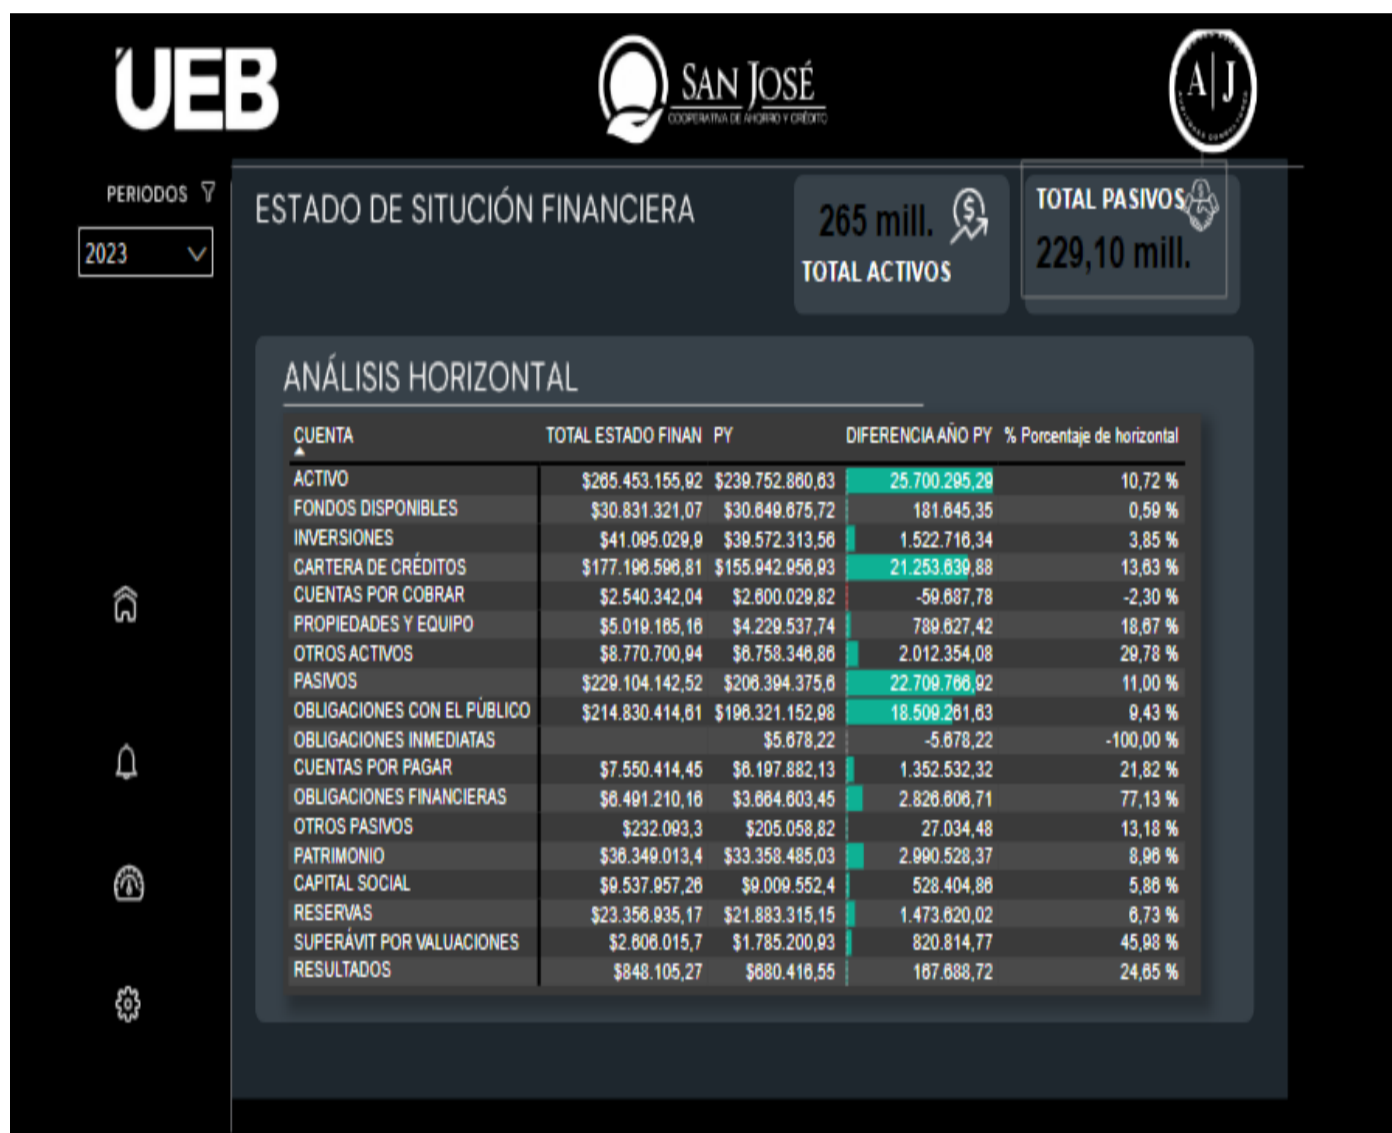 UEB
SAN JOSÉ
COOPERATIVA DE AHORRO Y CRÉDITO
A J
PERIODOS
2023
ESTADO DE SITUCIÓN FINANCIERA
265 mill.
TOTAL ACTIVOS
TOTAL PASIVOS
229,10 mill.
ANÁLISIS HORIZONTAL
CUENTA TOTAL ESTADO FINAN PY DIFERENCIA AÑO PY % Porcentaje de horizontal
ACTIVO $265.453.155,92 $239.752.860,63 25.700.295,29 10,72 %
FONDOS DISPONIBLES $30.831.321,07 $30.649.675,72 181.645,35 0,59 %
INVERSIONES $41.095.029,9 $39.572.313,56 1.522.716,34 3,85 %
CARTERA DE CRÉDITOS $177.196.596,81 $155.942.956,93 21.253.639,88 13,63 %
CUENTAS POR COBRAR $2.540.342,04 $2.600.029,82 -59.687,78 -2,30 %
PROPIEDADES Y EQUIPO $5.019.165,16 $4.229.537,74 789.627,42 18,67 %
OTROS ACTIVOS $8.770.700,94 $6.758.346,86 2.012.354,08 29,78 %
PASIVOS $229.104.142,52 $206.394.375,6 22.709.766,92 11,00 %
OBLIGACIONES CON EL PÚBLICO $214.830.414,61 $196.321.152,98 18.509.261,63 9,43 %
OBLIGACIONES INMEDIATAS $5.678,22 -5.678,22 -100,00 %
CUENTAS POR PAGAR $7.550.414,45 $6.197.882,13 1.352.532,32 21,82 %
OBLIGACIONES FINANCIERAS $6.491.210,16 $3.664.603,45 2.826.606,71 77,13 %
OTROS PASIVOS $232.093,3 $205.058,82 27.034,48 13,18 %
PATRIMONIO $36.349.013,4 $33.358.485,03 2.990.528,37 8,96 %
CAPITAL SOCIAL $9.537.957,26 $9.009.552,4 528.404,86 5,86 %
RESERVAS $23.356.935,17 $21.883.315,15 1.473.620,02 6,73 %
SUPERÁVIT POR VALUACIONES $2.606.015,7 $1.785.200,93 820.814,77 45,98 %
RESULTADOS $848.105,27 $680.416,55 167.688,72 24,65 %